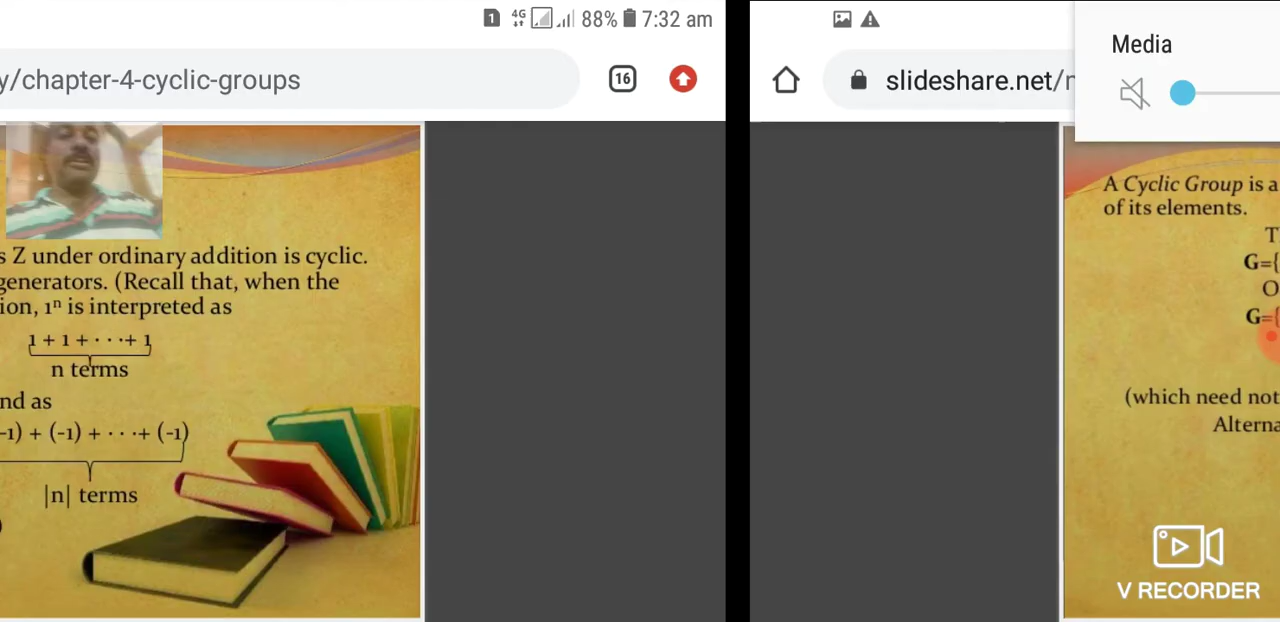 1 4G 88% 7:32 am
y/chapter-4-cyclic-groups 16
s Z under ordinary addition is cyclic.
generators. (Recall that, when the
ion, 1ⁿ is interpreted as
1 + 1 + · · ·+ 1
n terms
nd as
-1) + (-1) + · · ·+ (-1)
|n| terms
)
Media
slideshare.net/
A Cyclic Group is a
of its elements.
T
G={
O
G={
(which need not
Alterna
V RECORDER